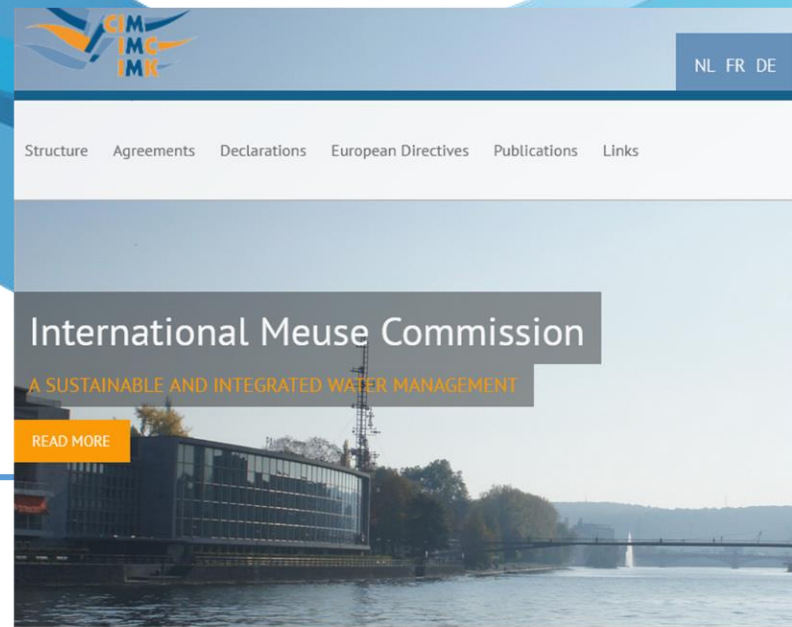 CIM
IMC
IMK
NL FR DE
Structure Agreements Declarations European Directives Publications Links
International Meuse Commission
A SUSTAINABLE AND INTEGRATED WATER MANAGEMENT
READ MORE